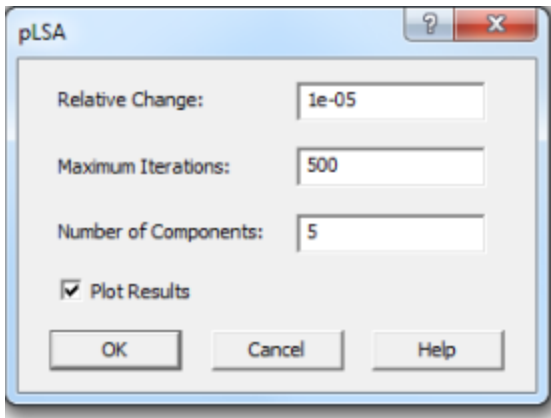 pLSA
Relative Change: 1e-05
Maximum Iterations: 500
Number of Components: 5
Plot Results
OK Cancel Help